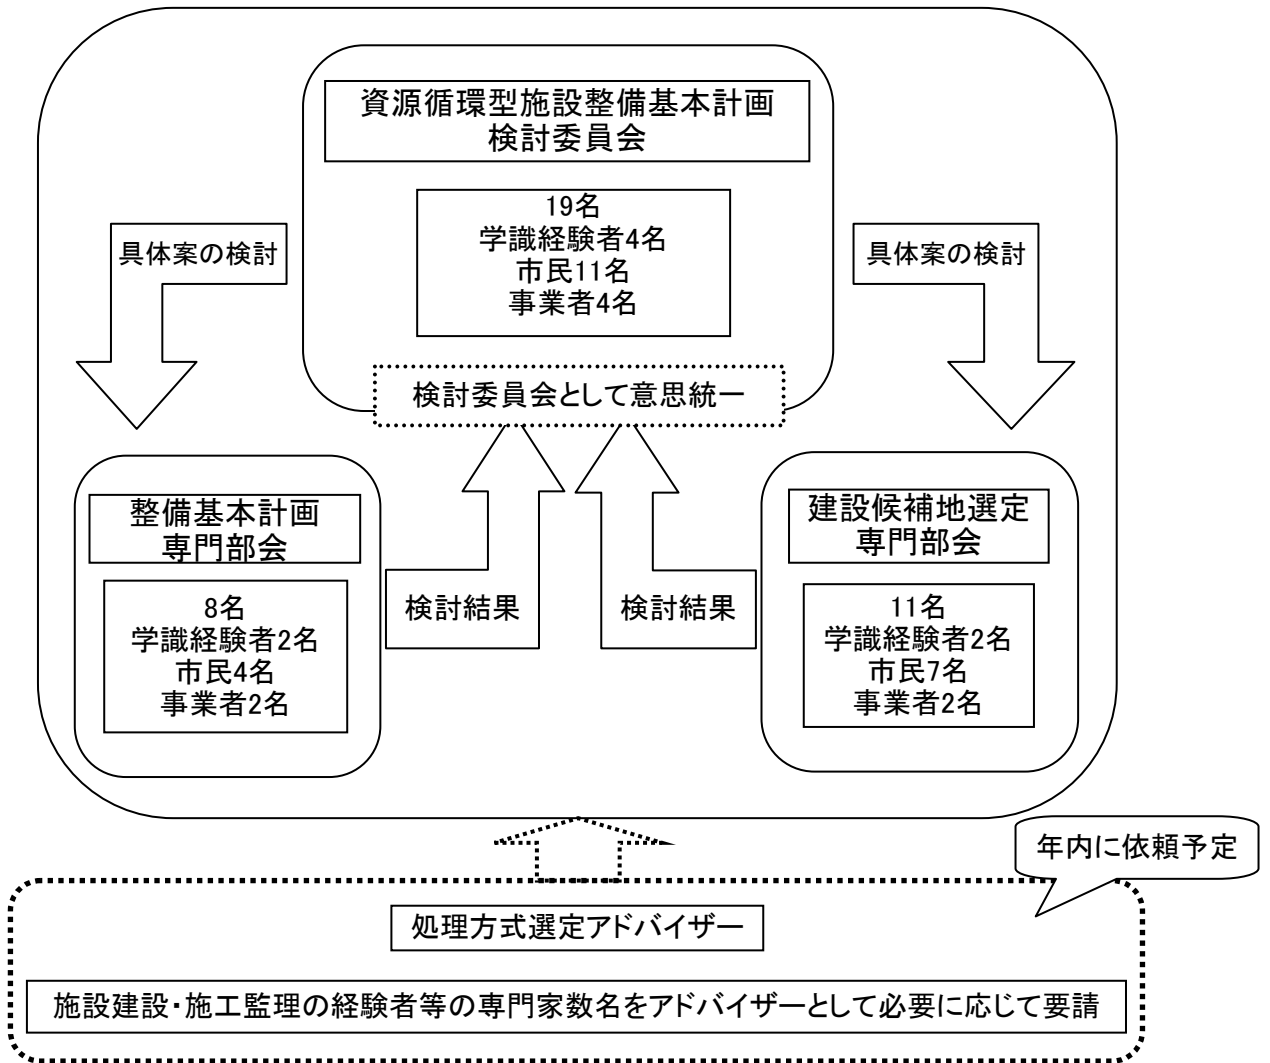 資源循環型施設整備基本計画
検討委員会
19名
学識経験者4名
市民11名
事業者4名
具体案の検討
具体案の検討
検討委員会として意思統一
整備基本計画
専門部会
8名
学識経験者2名
市民4名
事業者2名
検討結果
検討結果
建設候補地選定
専門部会
11名
学識経験者2名
市民7名
事業者2名
年内に依頼予定
処理方式選定アドバイザー
施設建設・施工監理の経験者等の専門家数名をアドバイザーとして必要に応じて要請